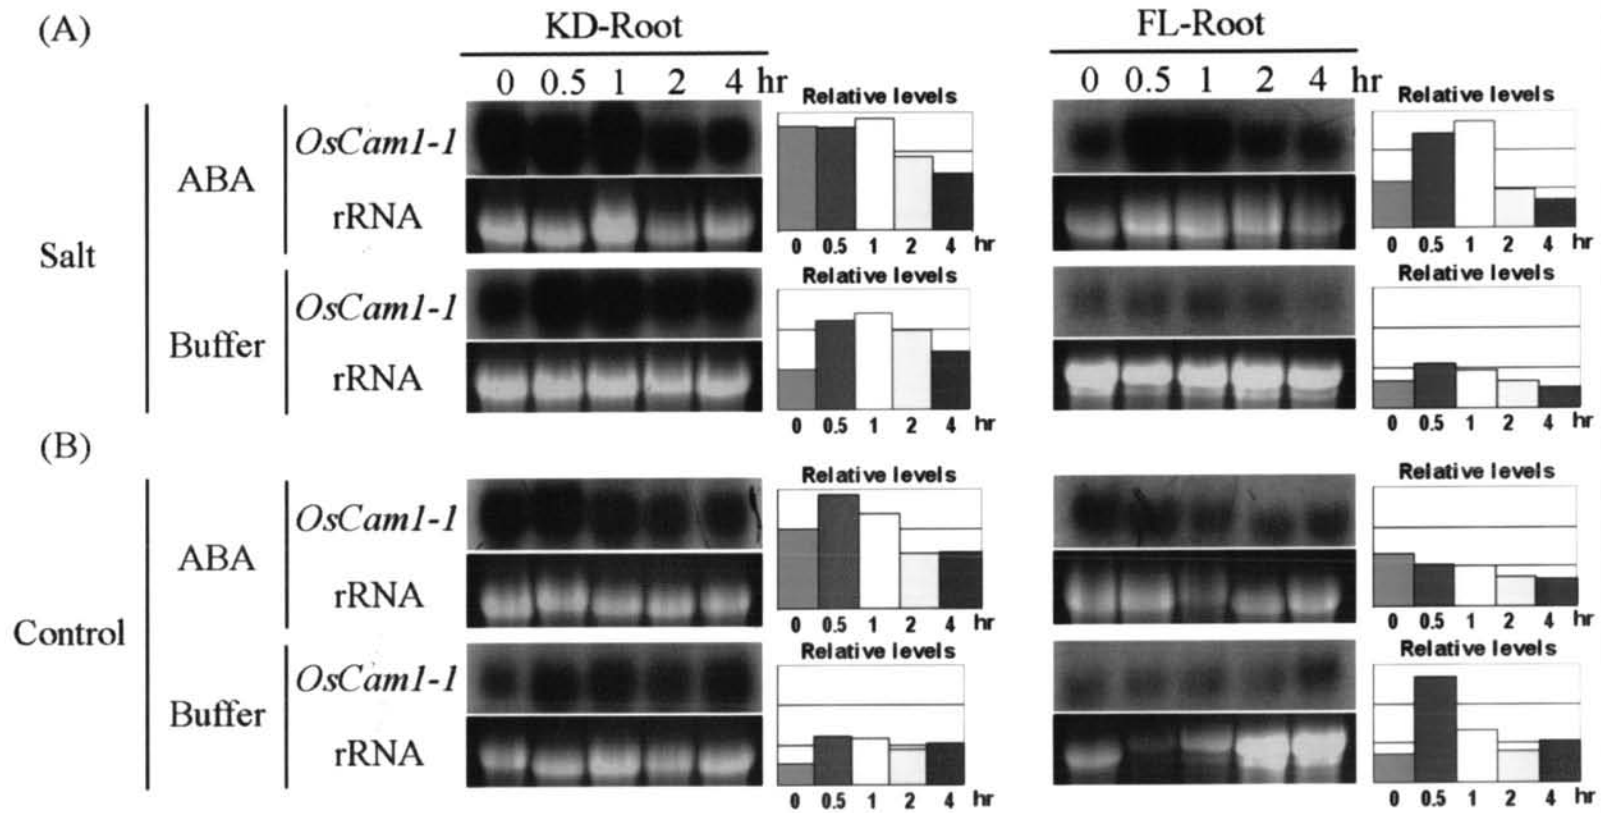 (A)
KD-Root
FL-Root
0 0.5 1 2 4 hr
0 0.5 1 2 4 hr
Relative levels
Relative levels
Salt
ABA
OsCam1-1
rRNA
0 0.5 1 2 4 hr
0 0.5 1 2 4 hr
Relative levels
Relative levels
Buffer
OsCam1-1
rRNA
0 0.5 1 2 4 hr
0 0.5 1 2 4 hr
(B)
Relative levels
Relative levels
Control
ABA
OsCam1-1
rRNA
0 0.5 1 2 4 hr
0 0.5 1 2 4 hr
Relative levels
Relative levels
Buffer
OsCam1-1
rRNA
0 0.5 1 2 4 hr
0 0.5 1 2 4 hr